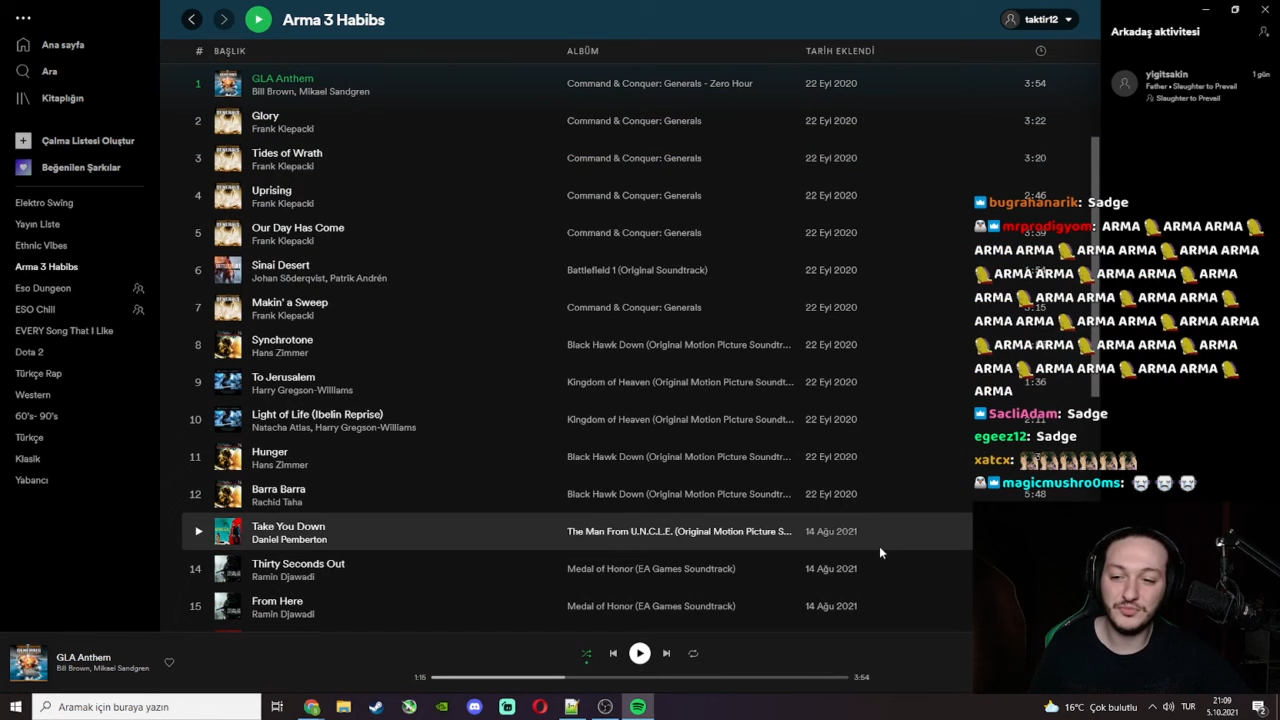 Arma 3 Habibs
taktir12
Arkadaş aktivitesi
Ana sayfa
Ara
Kitaplığın
Çalma Listesi Oluştur
Beğenilen Şarkılar
Elektro Swing
Yayın Liste
Ethnic Vibes
Arma 3 Habibs
Eso Dungeon
ESO Chill
EVERY Song That I Like
Dota 2
Türkçe Rap
Western
60's- 90's
Türkçe
Klasik
Yabancı
# BAŞLIK ALBÜM TARİH EKLENDİ
1 GLA Anthem Command & Conquer: Generals - Zero Hour 22 Eyl 2020 3:54
Bill Brown, Mikael Sandgren
2 Glory Command & Conquer: Generals 22 Eyl 2020 3:22
Frank Klepacki
3 Tides of Wrath Command & Conquer: Generals 22 Eyl 2020 3:20
Frank Klepacki
4 Uprising Command & Conquer: Generals 22 Eyl 2020 2:46
Frank Klepacki
5 Our Day Has Come Command & Conquer: Generals 22 Eyl 2020 3:39
Frank Klepacki
6 Sinai Desert Battlefield 1 (Original Soundtrack) 22 Eyl 2020
Johan Söderqvist, Patrik Andrén
7 Makin' a Sweep Command & Conquer: Generals 22 Eyl 2020 3:15
Frank Klepacki
8 Synchrotone Black Hawk Down (Original Motion Picture Soundtr... 22 Eyl 2020
Hans Zimmer
9 To Jerusalem Kingdom of Heaven (Original Motion Picture Soundt... 22 Eyl 2020 1:36
Harry Gregson-Williams
10 Light of Life (Ibelin Reprise) Kingdom of Heaven (Original Motion Picture Soundt... 22 Eyl 2020 2:11
Natacha Atlas, Harry Gregson-Williams
11 Hunger Black Hawk Down (Original Motion Picture Soundtr... 22 Eyl 2020
Hans Zimmer
12 Barra Barra Black Hawk Down (Original Motion Picture Soundtr... 22 Eyl 2020 5:48
Rachid Taha
Take You Down The Man From U.N.C.L.E. (Original Motion Picture S... 14 Ağu 2021
Daniel Pemberton
14 Thirty Seconds Out Medal of Honor (EA Games Soundtrack) 14 Ağu 2021
Ramin Djawadi
15 From Here Medal of Honor (EA Games Soundtrack) 14 Ağu 2021
Ramin Djawadi
yigitsakin 1 gün
Father • Slaughter to Prevail
Slaughter to Prevail
bugrahanarik: Sadge
mrprodigyom: ARMA ARMA ARMA
ARMA ARMA ARMA ARMA ARMA
ARMA ARMA ARMA ARMA
ARMA ARMA ARMA ARMA
ARMA ARMA ARMA ARMA ARMA
ARMA ARMA ARMA ARMA
ARMA ARMA ARMA ARMA
ARMA
SacliAdam: Sadge
egeez12: Sadge
xatcx:
magicmushro0ms:
GLA Anthem
Bill Brown, Mikael Sandgren
1:15 3:54
Aramak için buraya yazın
16°C Çok bulutlu
TUR
21:09
5.10.2021
2